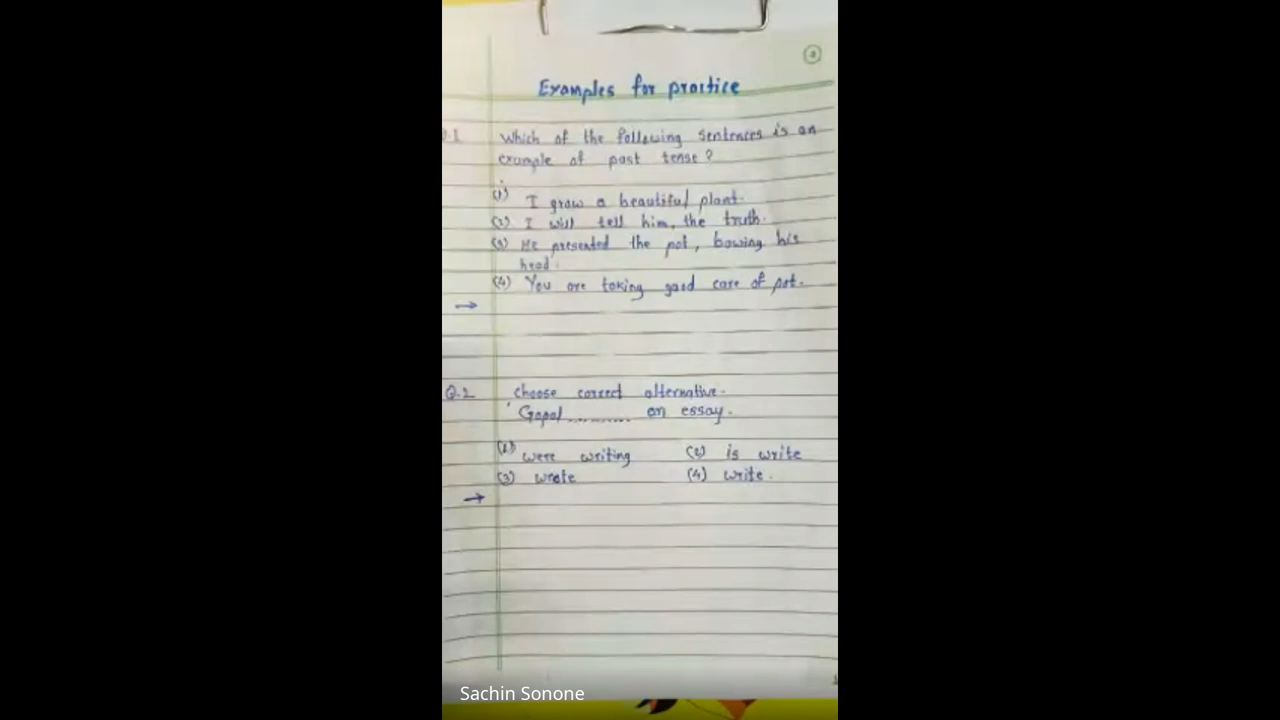 Examples for practice
Q.1 Which of the following sentences is an
example of past tense?
(1) I grow a beautiful plant.
(2) I will tell him, the truth.
(3) He presented the pot, bowing his
head.
(4) You are taking good care of pot.
→
Q.2 Choose correct alternative.
Gopal .......... an essay.
(1) were writing (2) is write
(3) wrote (4) write.
→
Sachin Sonone